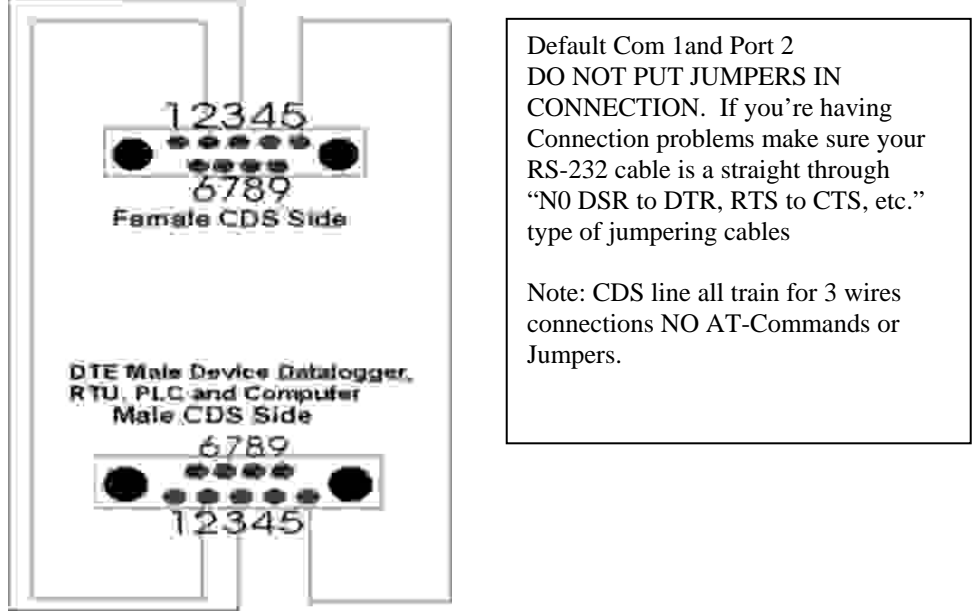 12345
6789
Female CDS Side
DTE Male Device Datalogger,
RTU, PLC and Computer
Male CDS Side
6789
12345
Default Com 1and Port 2
DO NOT PUT JUMPERS IN
CONNECTION.  If you’re having
Connection problems make sure your
RS-232 cable is a straight through
“N0 DSR to DTR, RTS to CTS, etc.”
type of jumpering cables
Note: CDS line all train for 3 wires
connections NO AT-Commands or
Jumpers.